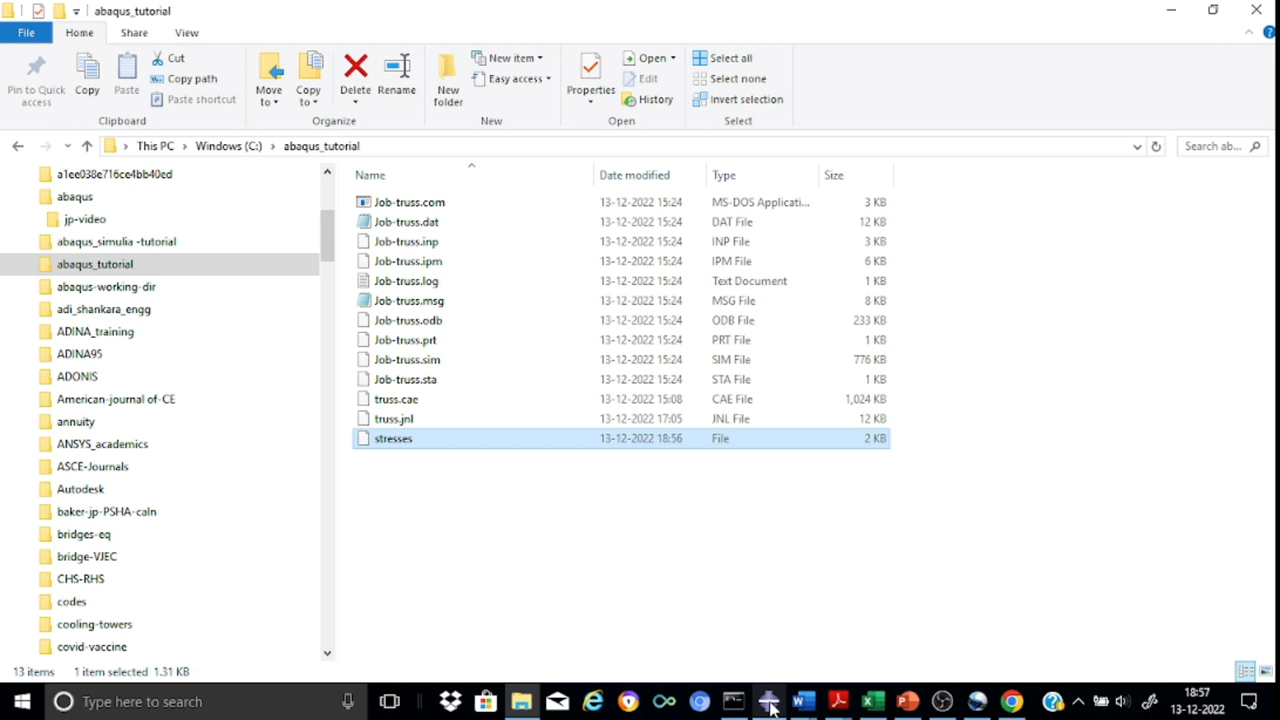 abaqus_tutorial
File Home Share View
Pin to Quick access
Copy
Paste
Cut
Copy path
Paste shortcut
Clipboard
Move to
Copy to
Delete
Rename
Organize
New folder
New item
Easy access
New
Properties
Open
Edit
History
Open
Select all
Select none
Invert selection
Select
This PC > Windows (C:) > abaqus_tutorial
Search ab...
a1ee038e716ce4bb40ed
abaqus
jp-video
abaqus_simulia -tutorial
abaqus_tutorial
abaqus-working-dir
adi_shankara_engg
ADINA_training
ADINA95
ADONIS
American-journal of-CE
annuity
ANSYS_academics
ASCE-Journals
Autodesk
baker-jp-PSHA-caln
bridges-eq
bridge-VJEC
CHS-RHS
codes
cooling-towers
covid-vaccine
Name Date modified Type Size
Job-truss.com 13-12-2022 15:24 MS-DOS Applicati... 3 KB
Job-truss.dat 13-12-2022 15:24 DAT File 12 KB
Job-truss.inp 13-12-2022 15:24 INP File 3 KB
Job-truss.ipm 13-12-2022 15:24 IPM File 6 KB
Job-truss.log 13-12-2022 15:24 Text Document 1 KB
Job-truss.msg 13-12-2022 15:24 MSG File 8 KB
Job-truss.odb 13-12-2022 15:24 ODB File 233 KB
Job-truss.prt 13-12-2022 15:24 PRT File 1 KB
Job-truss.sim 13-12-2022 15:24 SIM File 776 KB
Job-truss.sta 13-12-2022 15:24 STA File 1 KB
truss.cae 13-12-2022 15:08 CAE File 1,024 KB
truss.jnl 13-12-2022 17:05 JNL File 12 KB
stresses 13-12-2022 18:56 File 2 KB
13 items 1 item selected 1.31 KB
Type here to search
18:57
13-12-2022